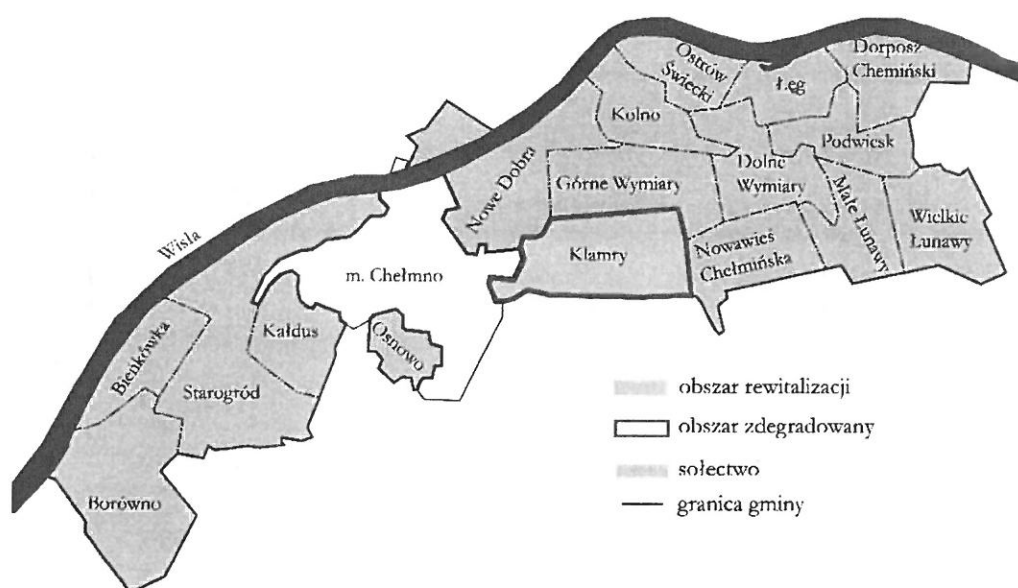 Ostrów
Świecki
Łęg
Dorposz
Chemiński
Kolno
Podwiesk
Nowe Dobra
Górne Wymiary
Dolne
Wymiary
Małe Łunawy
Wielkie
Łunawy
Wisła
Klamry
Nowawieś
Chełmińska
m. Chełmno
Kałdus
Osnowo
Bieńkówka
Starogród
Borówno
obszar rewitalizacji
obszar zdegradowany
sołectwo
granica gminy